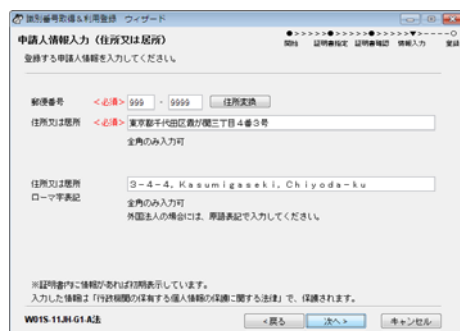 識別番号取得&利用登録 ウィザード
申請人情報入力（住所又は居所）
●>>>>>●>>>>>●>>>>>▼>----○
開始 証明書指定 証明書確認 情報入力 登録
登録する申請人情報を入力してください。
郵便番号 <必須> 999 - 9999 住所変換
住所又は居所 <必須> 東京都千代田区霞が関三丁目４番３号
全角のみ入力可
住所又は居所 ３－４－４，Ｋａｓｕｍｉｇａｓｅｋｉ，Ｃｈｉｙｏｄａ－ｋｕ
ローマ字表記
全角のみ入力可
外国法人の場合には、原語表記で入力してください。
※証明書内に情報があれば初期表示しています。
入力した情報は「行政機関の保有する個人情報の保護に関する法律」で、保護されます。
W01S-11JH-G1-A法 <戻る 次へ> キャンセル